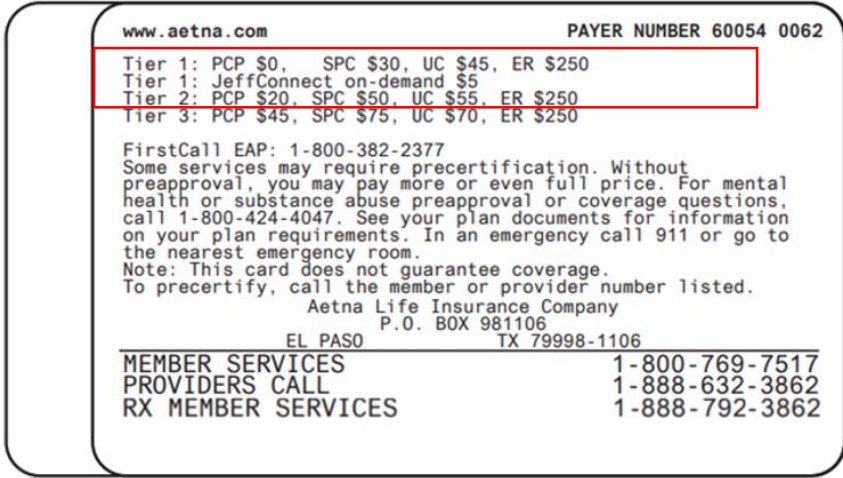 www.aetna.com PAYER NUMBER 60054 0062
Tier 1: PCP $0, SPC $30, UC $45, ER $250
Tier 1: JeffConnect on-demand $5
Tier 2: PCP $20, SPC $50, UC $55, ER $250
Tier 3: PCP $45, SPC $75, UC $70, ER $250
FirstCall EAP: 1-800-382-2377
Some services may require precertification. Without
preapproval, you may pay more or even full price. For mental
health or substance abuse preapproval or coverage questions,
call 1-800-424-4047. See your plan documents for information
on your plan requirements. In an emergency call 911 or go to
the nearest emergency room.
Note: This card does not guarantee coverage.
To precertify, call the member or provider number listed.
Aetna Life Insurance Company
P.O. BOX 981106
EL PASO TX 79998-1106
MEMBER SERVICES 1-800-769-7517
PROVIDERS CALL 1-888-632-3862
RX MEMBER SERVICES 1-888-792-3862